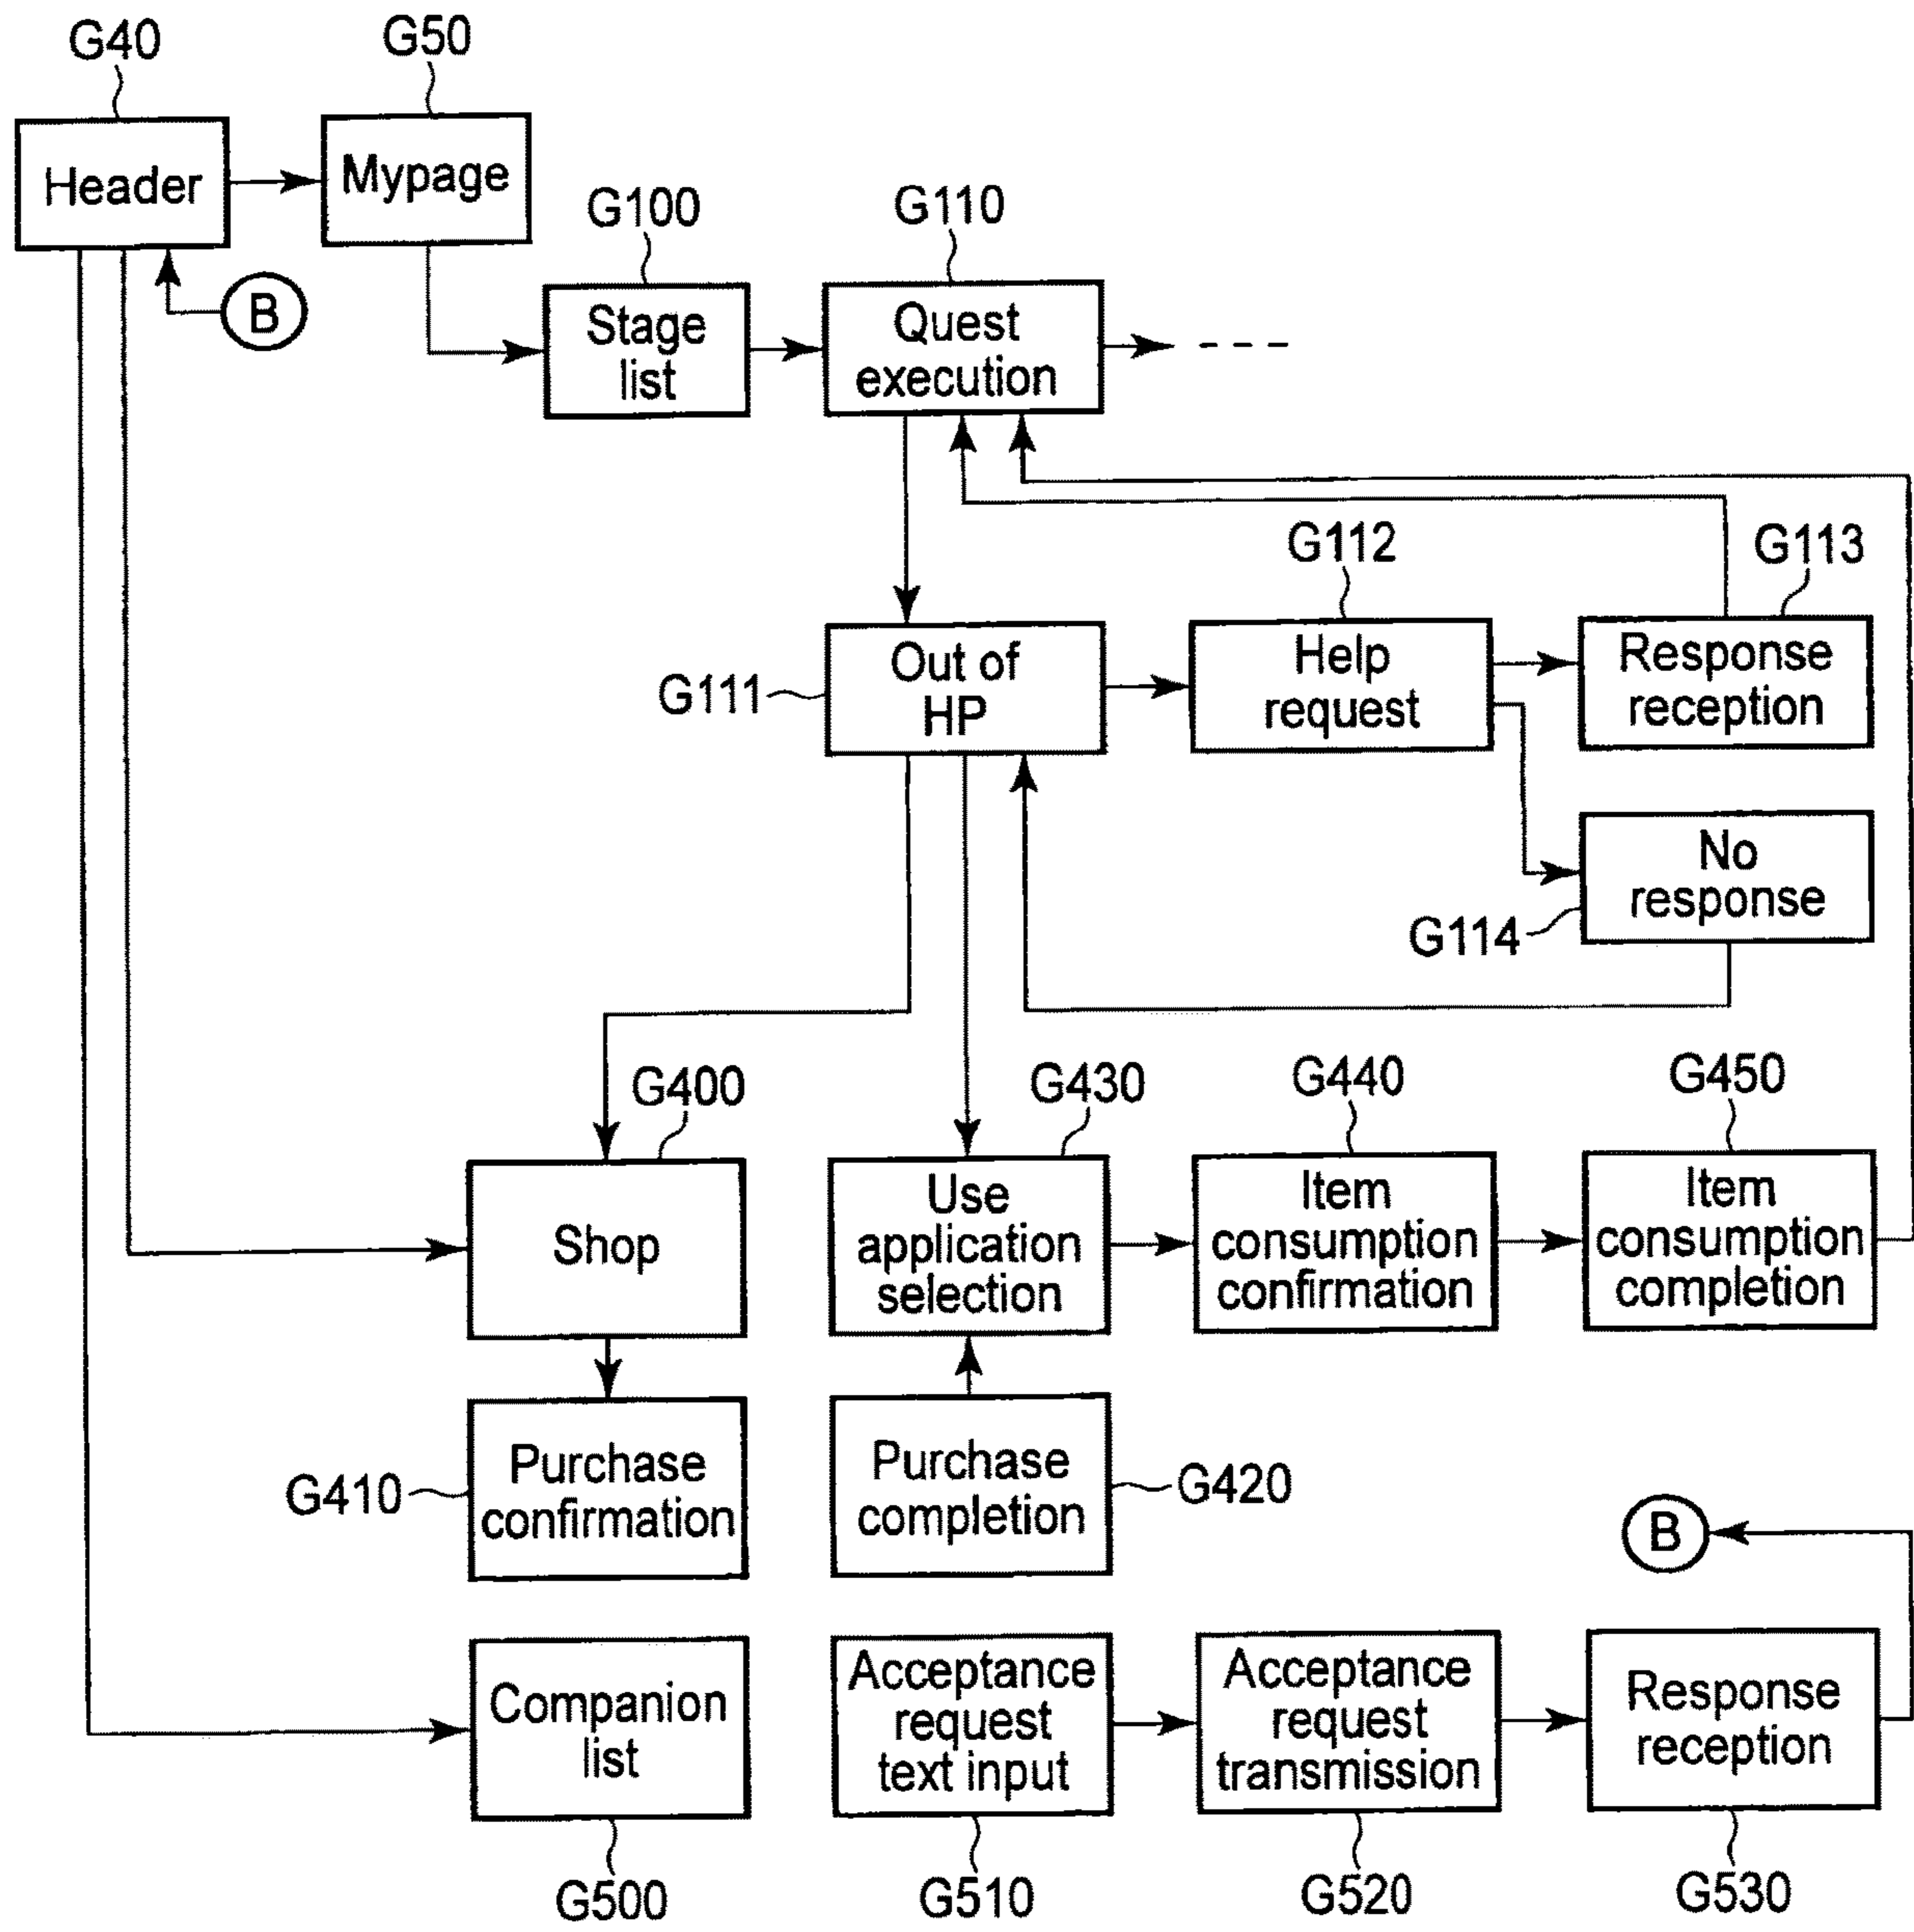 G40
G50
Header
Mypage
G100
G110
B
Stage
list
Quest
execution
G112
G113
G111
Out of
HP
Help
request
Response
reception
No
response
G114
G400
G430
G440
G450
Shop
Use
application
selection
Item
consumption
confirmation
Item
consumption
completion
G410
Purchase
confirmation
Purchase
completion
G420
B
Companion
list
Acceptance
request
text input
Acceptance
request
transmission
Response
reception
G500
G510
G520
G530